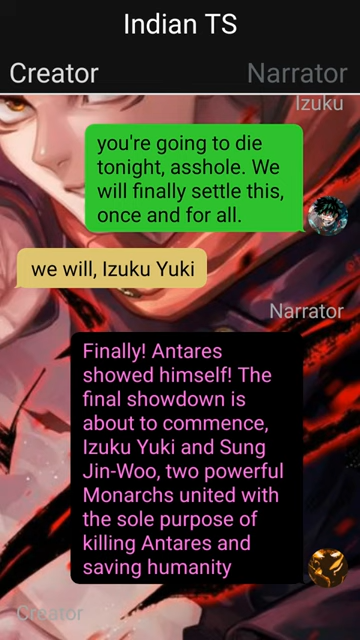 Indian TS
Creator
Narrator
Izuku
you're going to die
tonight, asshole. We
will finally settle this,
once and for all.
we will, Izuku Yuki
Narrator
Finally! Antares
showed himself! The
final showdown is
about to commence,
Izuku Yuki and Sung
Jin-Woo, two powerful
Monarchs united with
the sole purpose of
killing Antares and
saving humanity
Creator